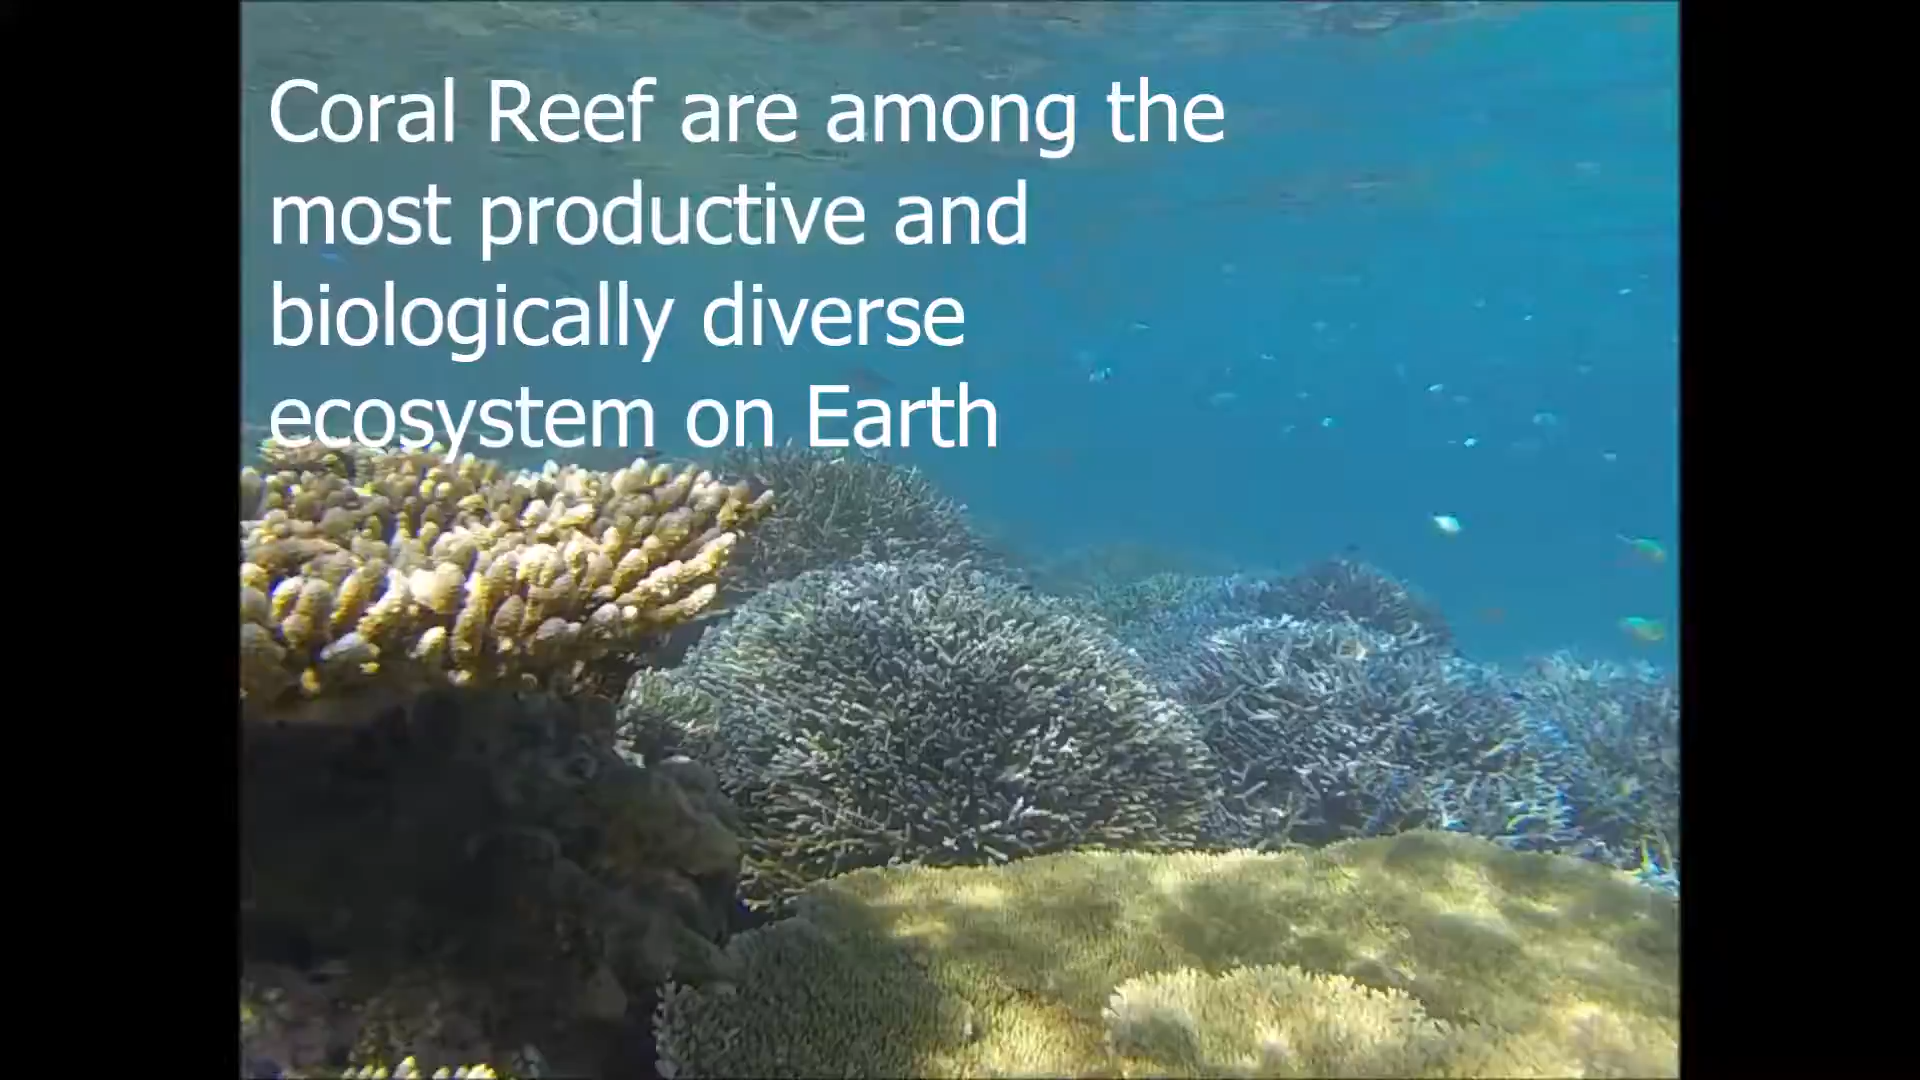 Coral Reef are among the
most productive and
biologically diverse
ecosystem on Earth